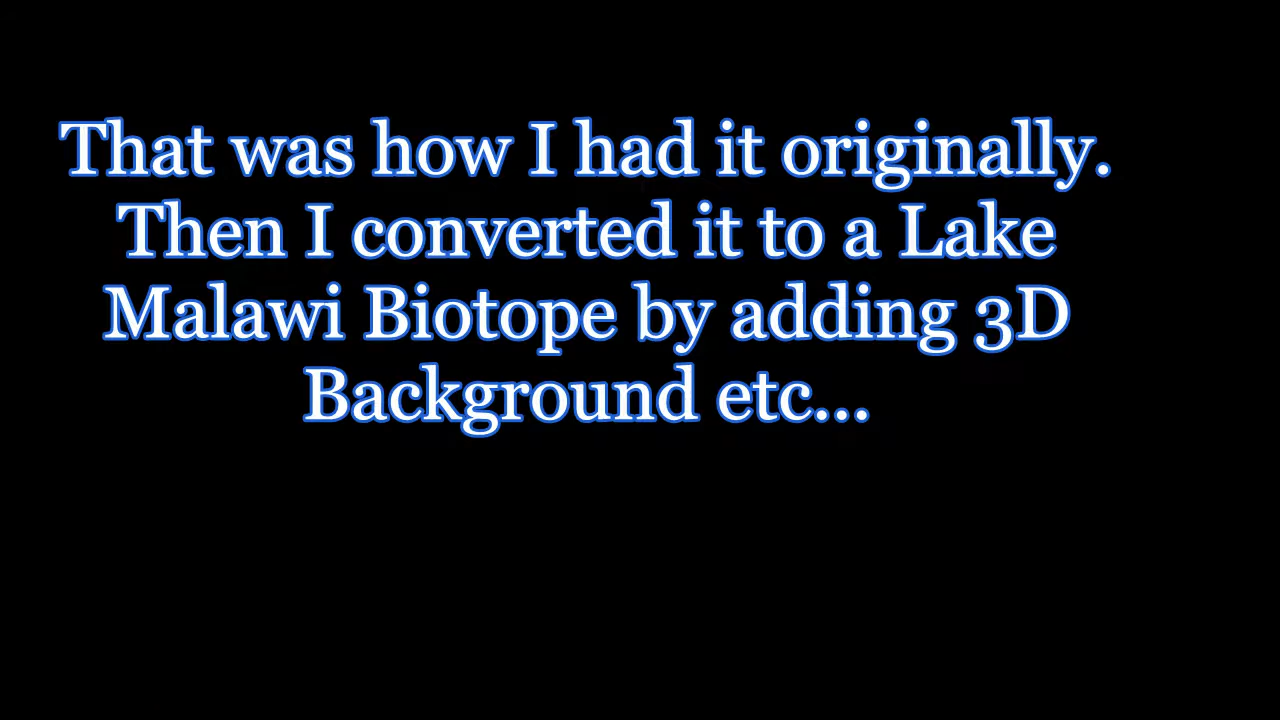 That was how I had it originally.
Then I converted it to a Lake
Malawi Biotope by adding 3D
Background etc...